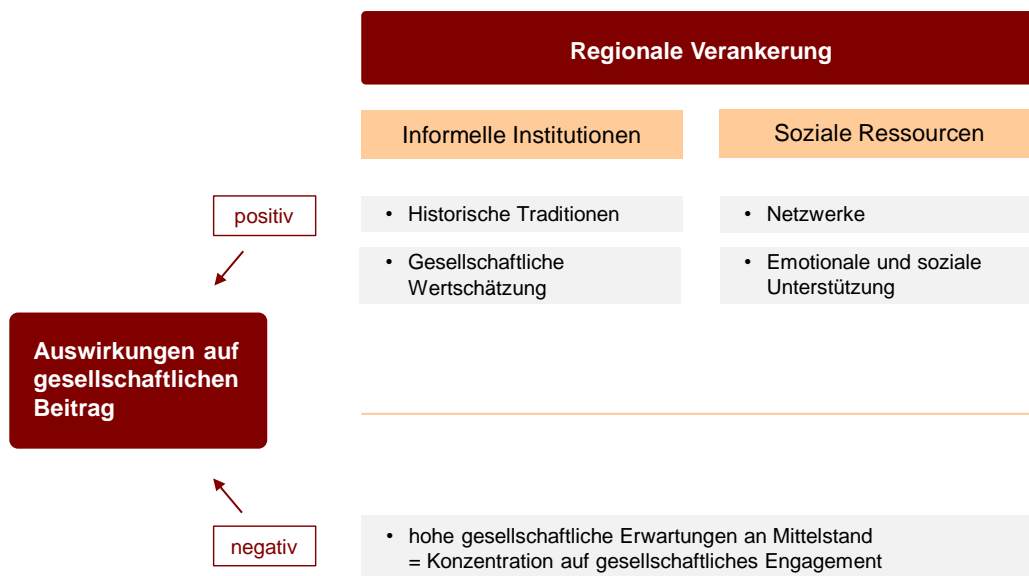 Regionale Verankerung
Informelle Institutionen
Soziale Ressourcen
positiv
• Historische Traditionen
• Netzwerke
• Gesellschaftliche
Wertschätzung
• Emotionale und soziale
Unterstützung
Auswirkungen auf
gesellschaftlichen
Beitrag
negativ
• hohe gesellschaftliche Erwartungen an Mittelstand
= Konzentration auf gesellschaftliches Engagement